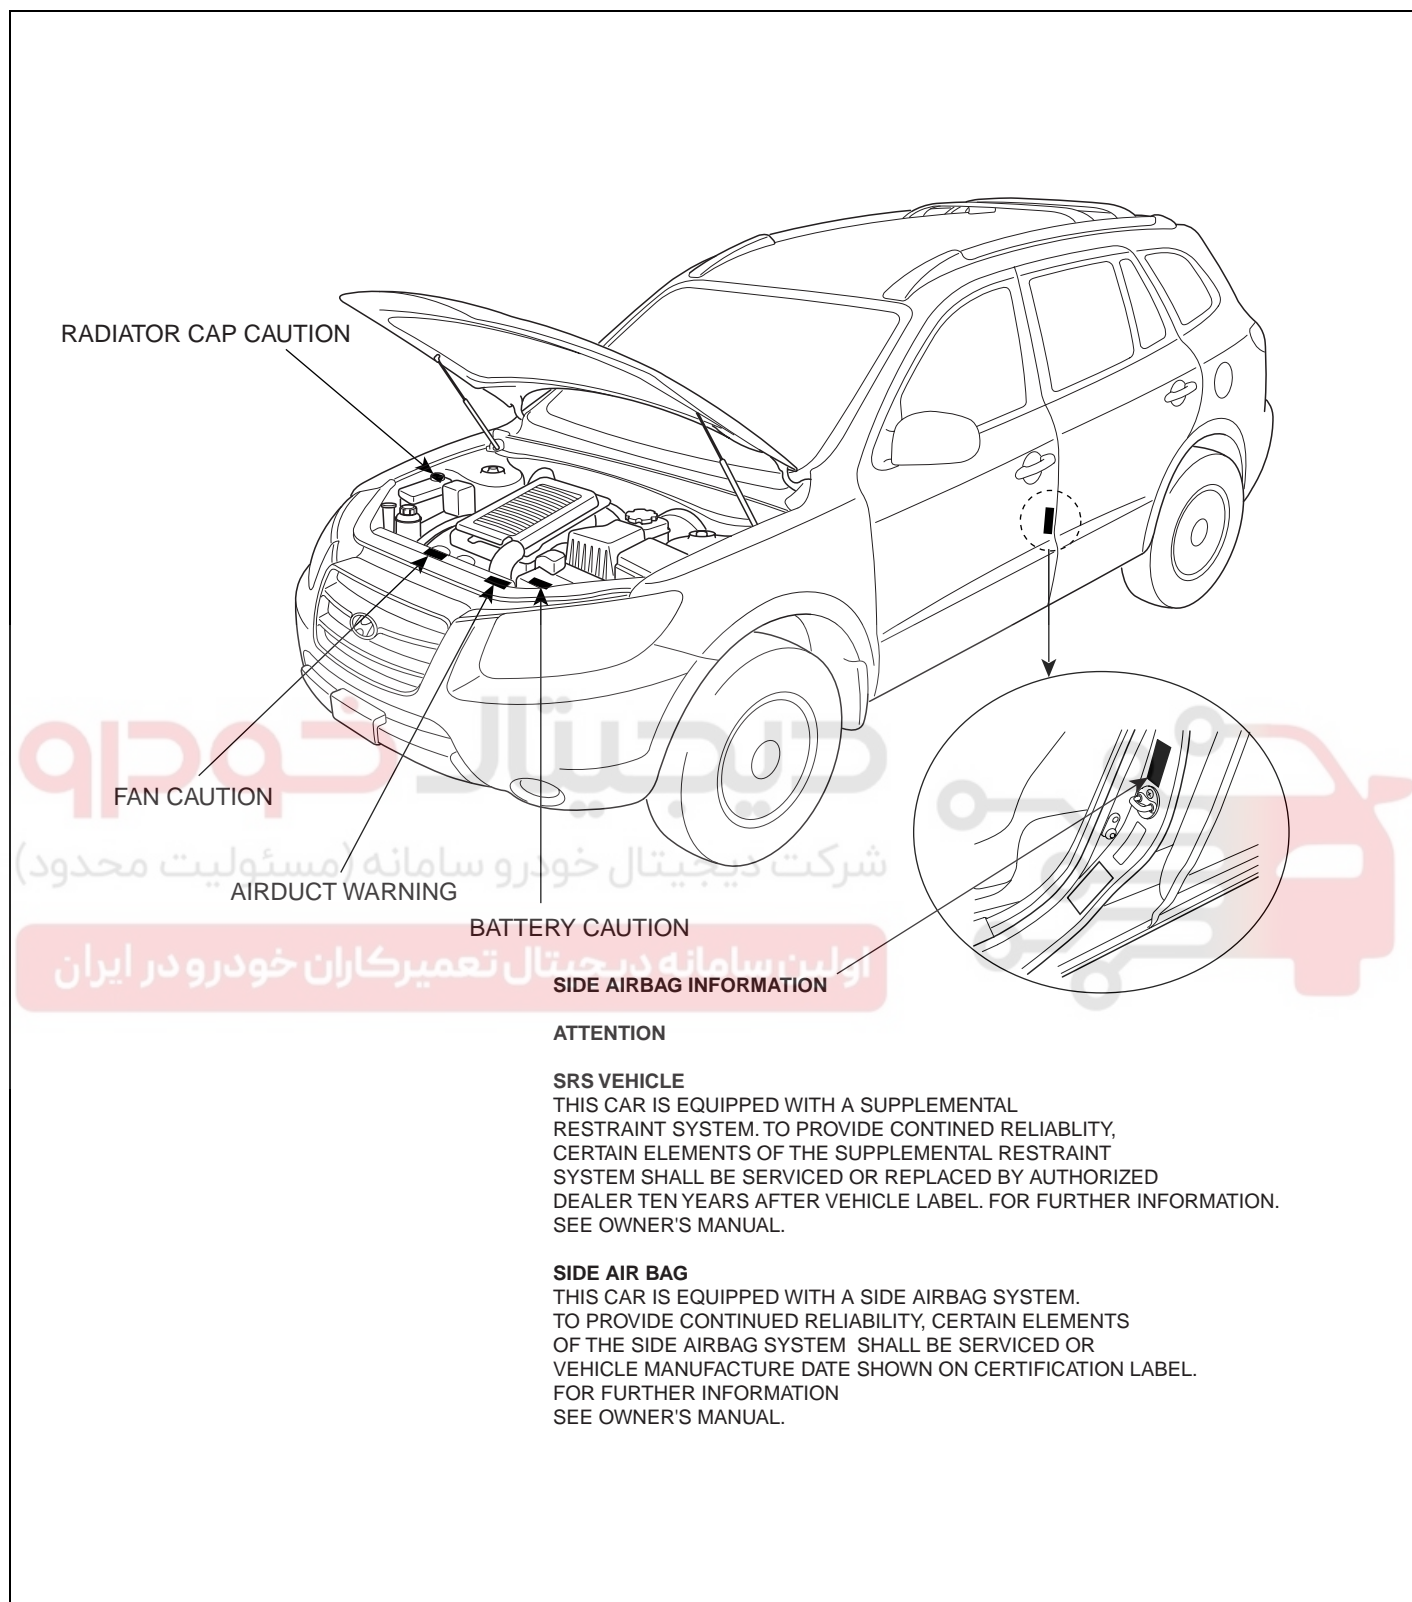 RADIATOR CAP CAUTION
دیجیتال خودرو
FAN CAUTION
شرکت دیجیتال خودرو سامانه (مسئولیت محدود)
AIRDUCT WARNING
BATTERY CAUTION
اولین سامانه دیجیتال تعمیرکاران خودرو در ایران
SIDE AIRBAG INFORMATION
ATTENTION
SRS VEHICLE
THIS CAR IS EQUIPPED WITH A SUPPLEMENTAL
RESTRAINT SYSTEM. TO PROVIDE CONTINED RELIABLITY,
CERTAIN ELEMENTS OF THE SUPPLEMENTAL RESTRAINT
SYSTEM SHALL BE SERVICED OR REPLACED BY AUTHORIZED
DEALER TEN YEARS AFTER VEHICLE LABEL. FOR FURTHER INFORMATION.
SEE OWNER'S MANUAL.
SIDE AIR BAG
THIS CAR IS EQUIPPED WITH A SIDE AIRBAG SYSTEM.
TO PROVIDE CONTINUED RELIABILITY, CERTAIN ELEMENTS
OF THE SIDE AIRBAG SYSTEM  SHALL BE SERVICED OR
VEHICLE MANUFACTURE DATE SHOWN ON CERTIFICATION LABEL.
FOR FURTHER INFORMATION
SEE OWNER'S MANUAL.